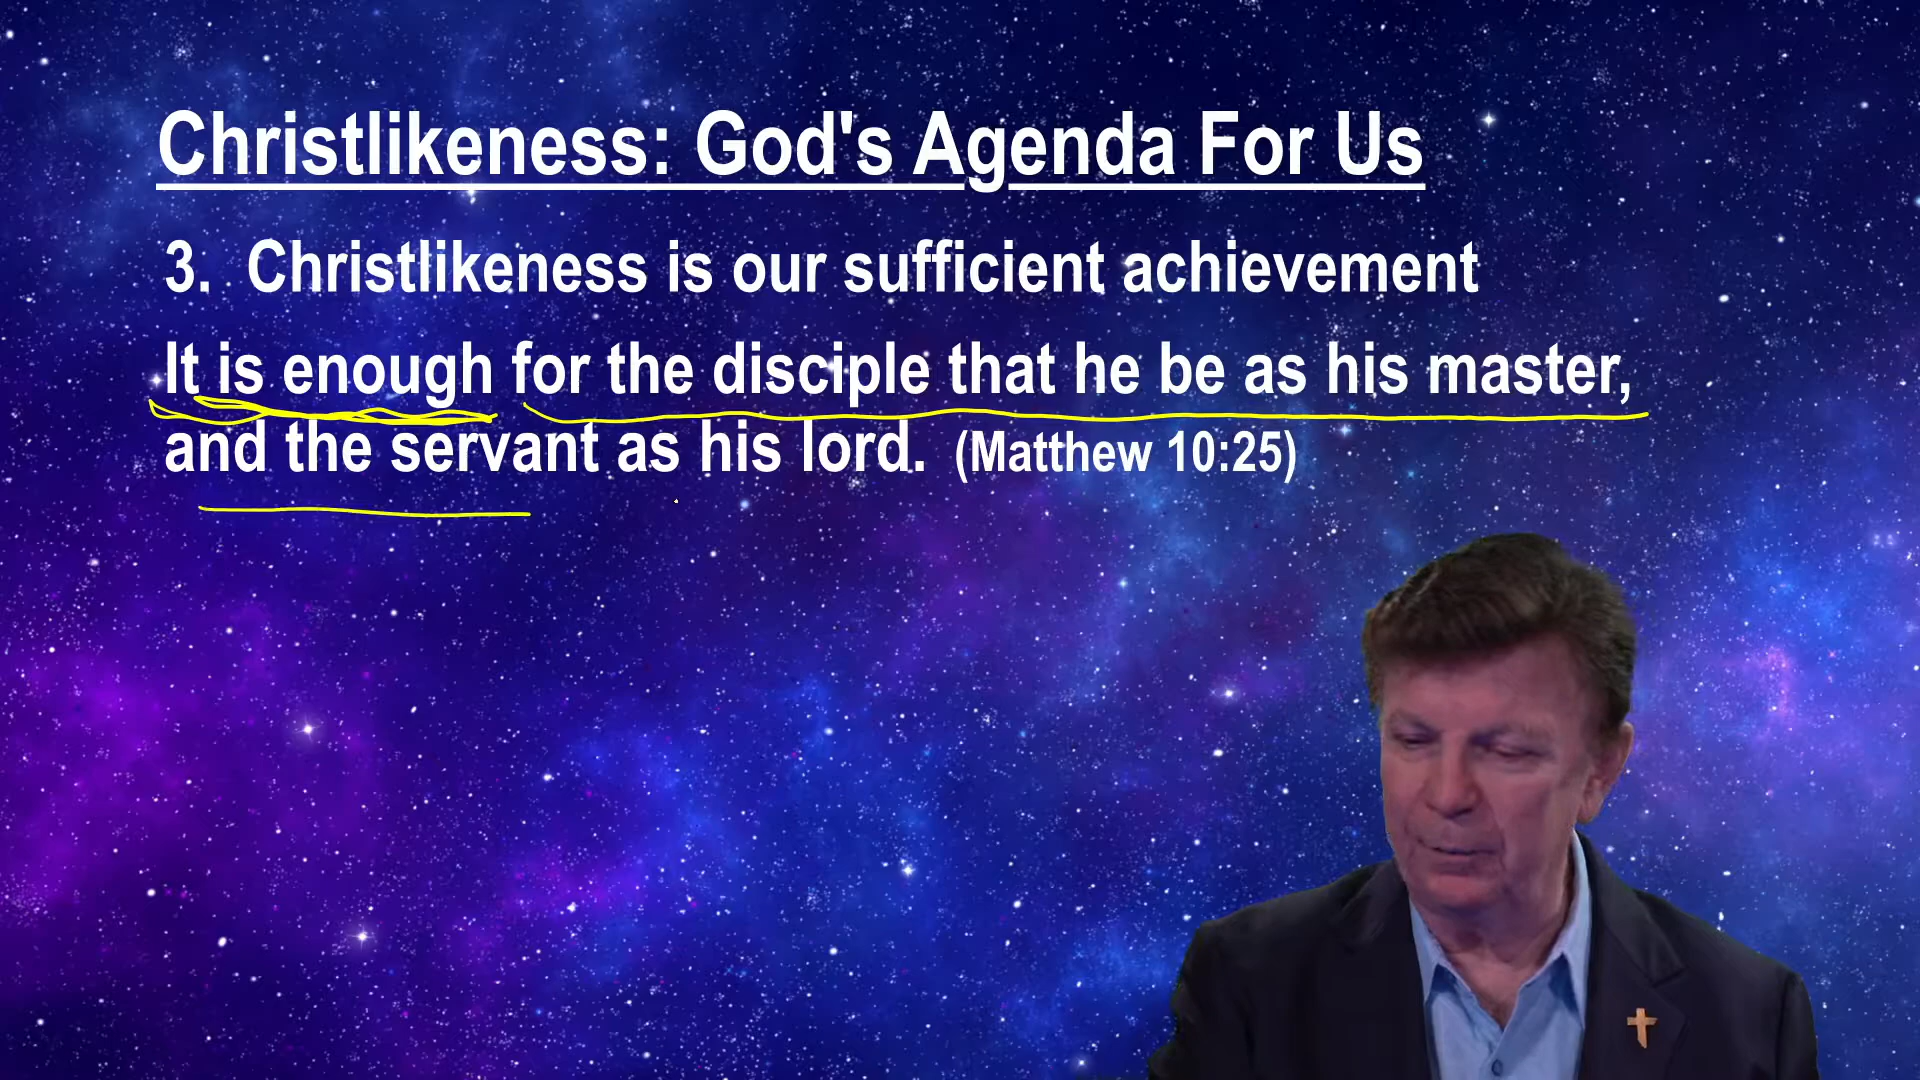 Christlikeness: God's Agenda For Us
3. Christlikeness is our sufficient achievement
It is enough for the disciple that he be as his master,
and the servant as his lord. (Matthew 10:25)